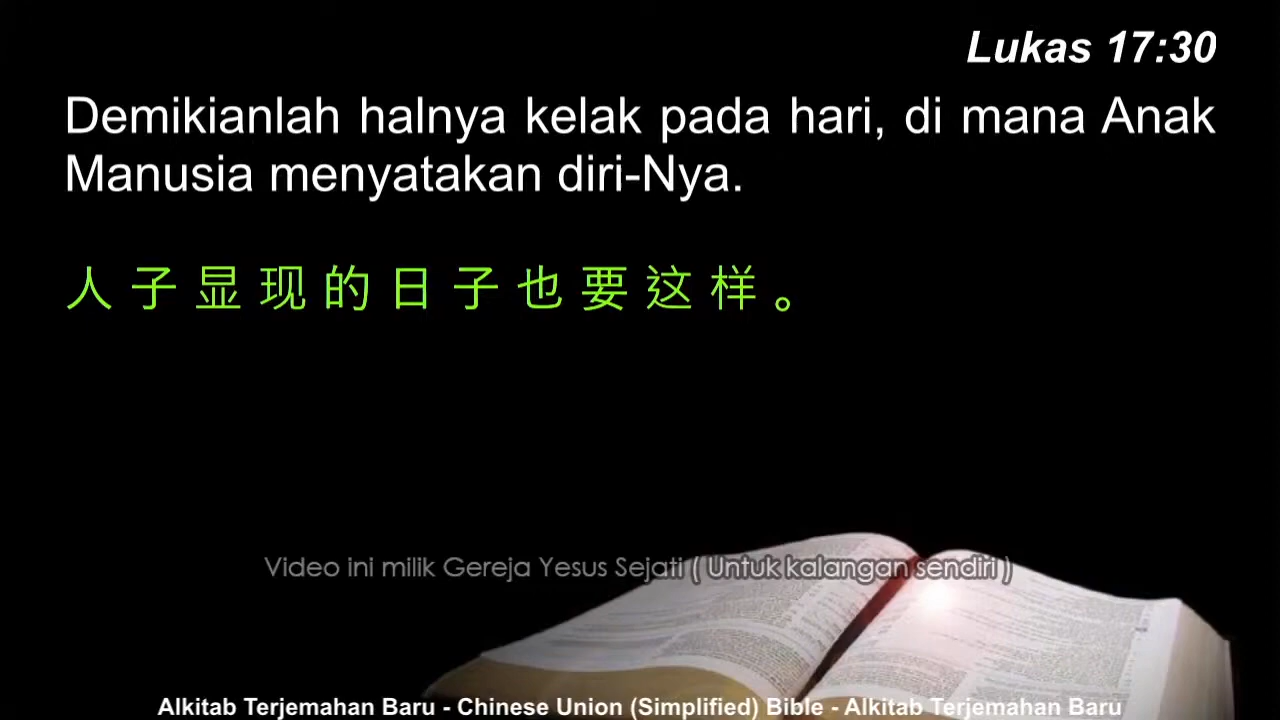 Lukas 17:30
Demikianlah halnya kelak pada hari, di mana Anak
Manusia menyatakan diri-Nya.
人子显现的日子也要这样。
Video ini milik Gereja Yesus Sejati ( Untuk kalangan sendiri )
Alkitab Terjemahan Baru - Chinese Union (Simplified) Bible - Alkitab Terjemahan Baru